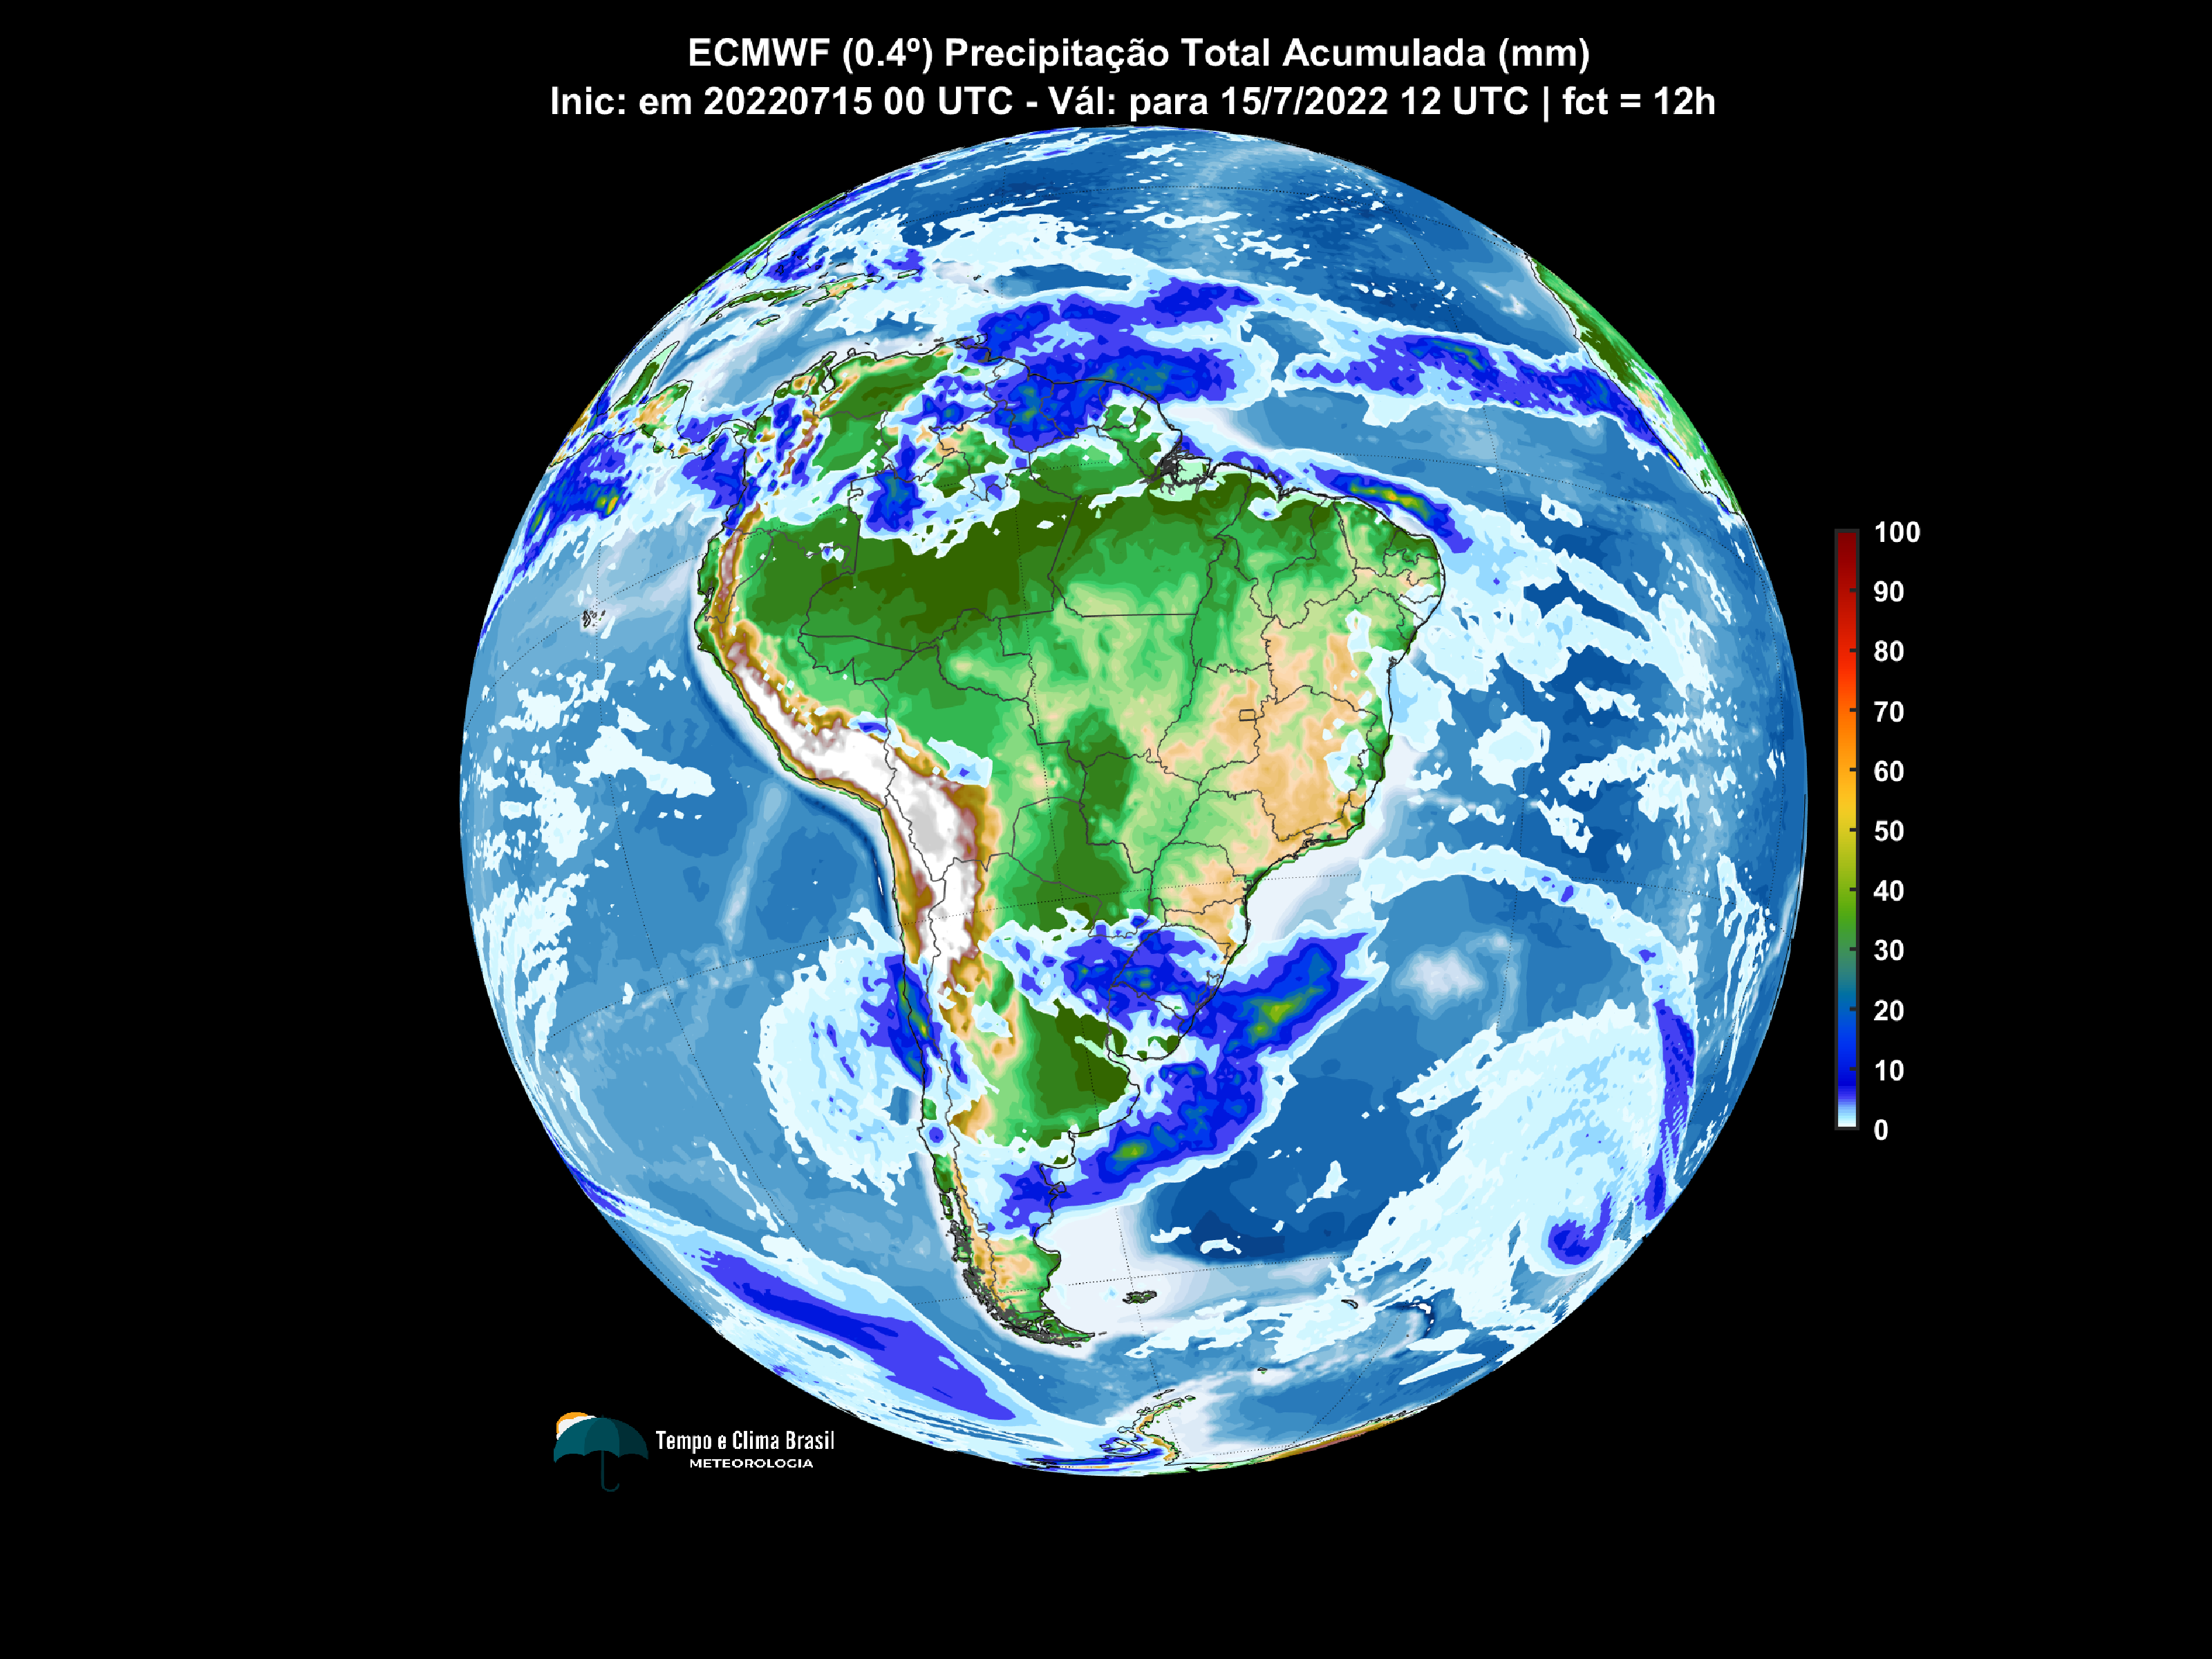 ECMWF (0.4º) Precipitação Total Acumulada (mm)
Inic: em 20220715 00 UTC - Vál: para 15/7/2022 12 UTC | fct = 12h
100
90
80
70
60
50
40
30
20
10
0
Tempo e Clima Brasil
METEOROLOGIA